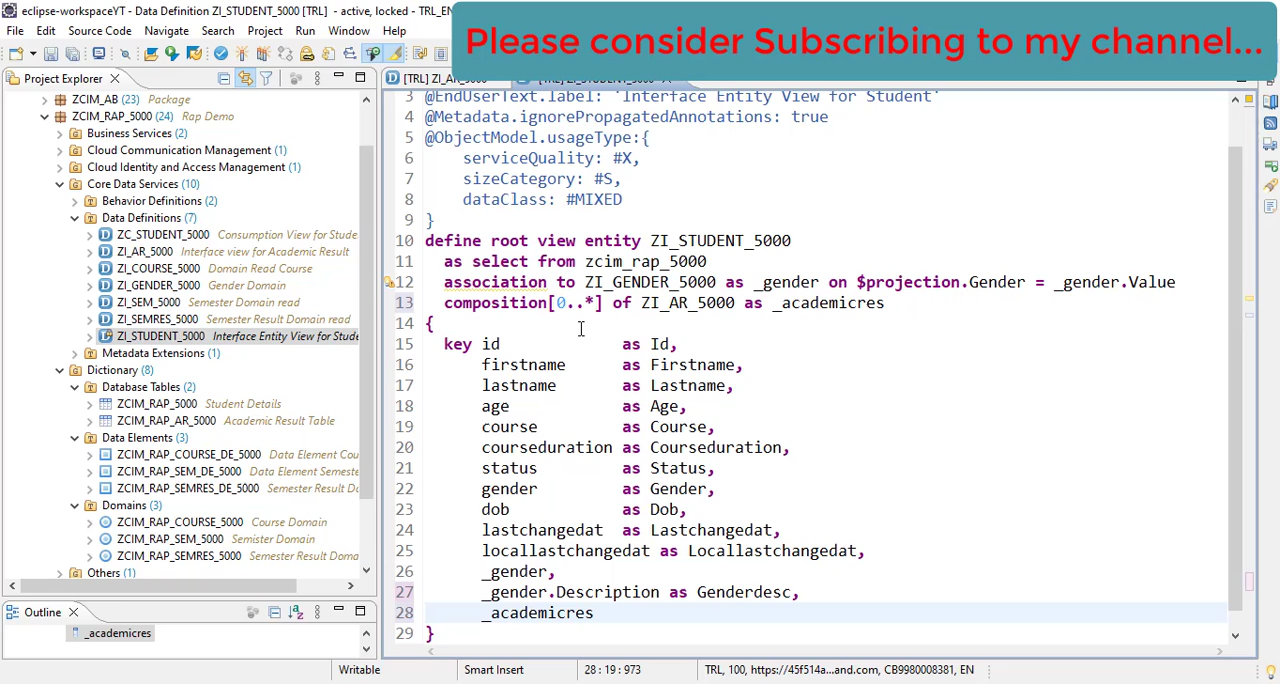 eclipse-workspaceYT - Data Definition ZI_STUDENT_5000 [TRL] - active, locked - TRL_EN
Please consider Subscribing to my channel...
File Edit Source Code Navigate Search Project Run Window Help
Project Explorer
ZCIM_AB (23) Package
ZCIM_RAP_5000 (24) Rap Demo
Business Services (2)
Cloud Communication Management (1)
Cloud Identity and Access Management (1)
Core Data Services (10)
Behavior Definitions (2)
Data Definitions (7)
ZC_STUDENT_5000 Consumption View for Stude
ZI_AR_5000 Interface view for Academic Result
ZI_COURSE_5000 Domain Read Course
ZI_GENDER_5000 Gender Domain
ZI_SEM_5000 Semester Domain read
ZI_SEMRES_5000 Semester Result Domain read
ZI_STUDENT_5000 Interface Entity View for Stude
Metadata Extensions (1)
Dictionary (8)
Database Tables (2)
ZCIM_RAP_5000 Student Details
ZCIM_RAP_AR_5000 Academic Result Table
Data Elements (3)
ZCIM_RAP_COURSE_DE_5000 Data Element Cou
ZCIM_RAP_SEM_DE_5000 Data Element Semeste
ZCIM_RAP_SEMRES_DE_5000 Semester Result Do
Domains (3)
ZCIM_RAP_COURSE_5000 Course Domain
ZCIM_RAP_SEM_5000 Semister Domain
ZCIM_RAP_SEMRES_5000 Semester Result Doma
Others (1)
Outline
_academicres
3 @EndUserText.label: 'Interface Entity View for Student'
4 @Metadata.ignorePropagatedAnnotations: true
5 @ObjectModel.usageType:{
6 serviceQuality: #X,
7 sizeCategory: #S,
8 dataClass: #MIXED
9 }
10 define root view entity ZI_STUDENT_5000
11 as select from zcim_rap_5000
12 association to ZI_GENDER_5000 as _gender on $projection.Gender = _gender.Value
13 composition[0..*] of ZI_AR_5000 as _academicres
14 {
15 key id as Id,
16 firstname as Firstname,
17 lastname as Lastname,
18 age as Age,
19 course as Course,
20 courseduration as Courseduration,
21 status as Status,
22 gender as Gender,
23 dob as Dob,
24 lastchangedat as Lastchangedat,
25 locallastchangedat as Locallastchangedat,
26 _gender,
27 _gender.Description as Genderdesc,
28 _academicres
29 }
Writable Smart Insert 28 : 19 : 973 TRL, 100, https://45f514a...and.com, CB9980008381, EN